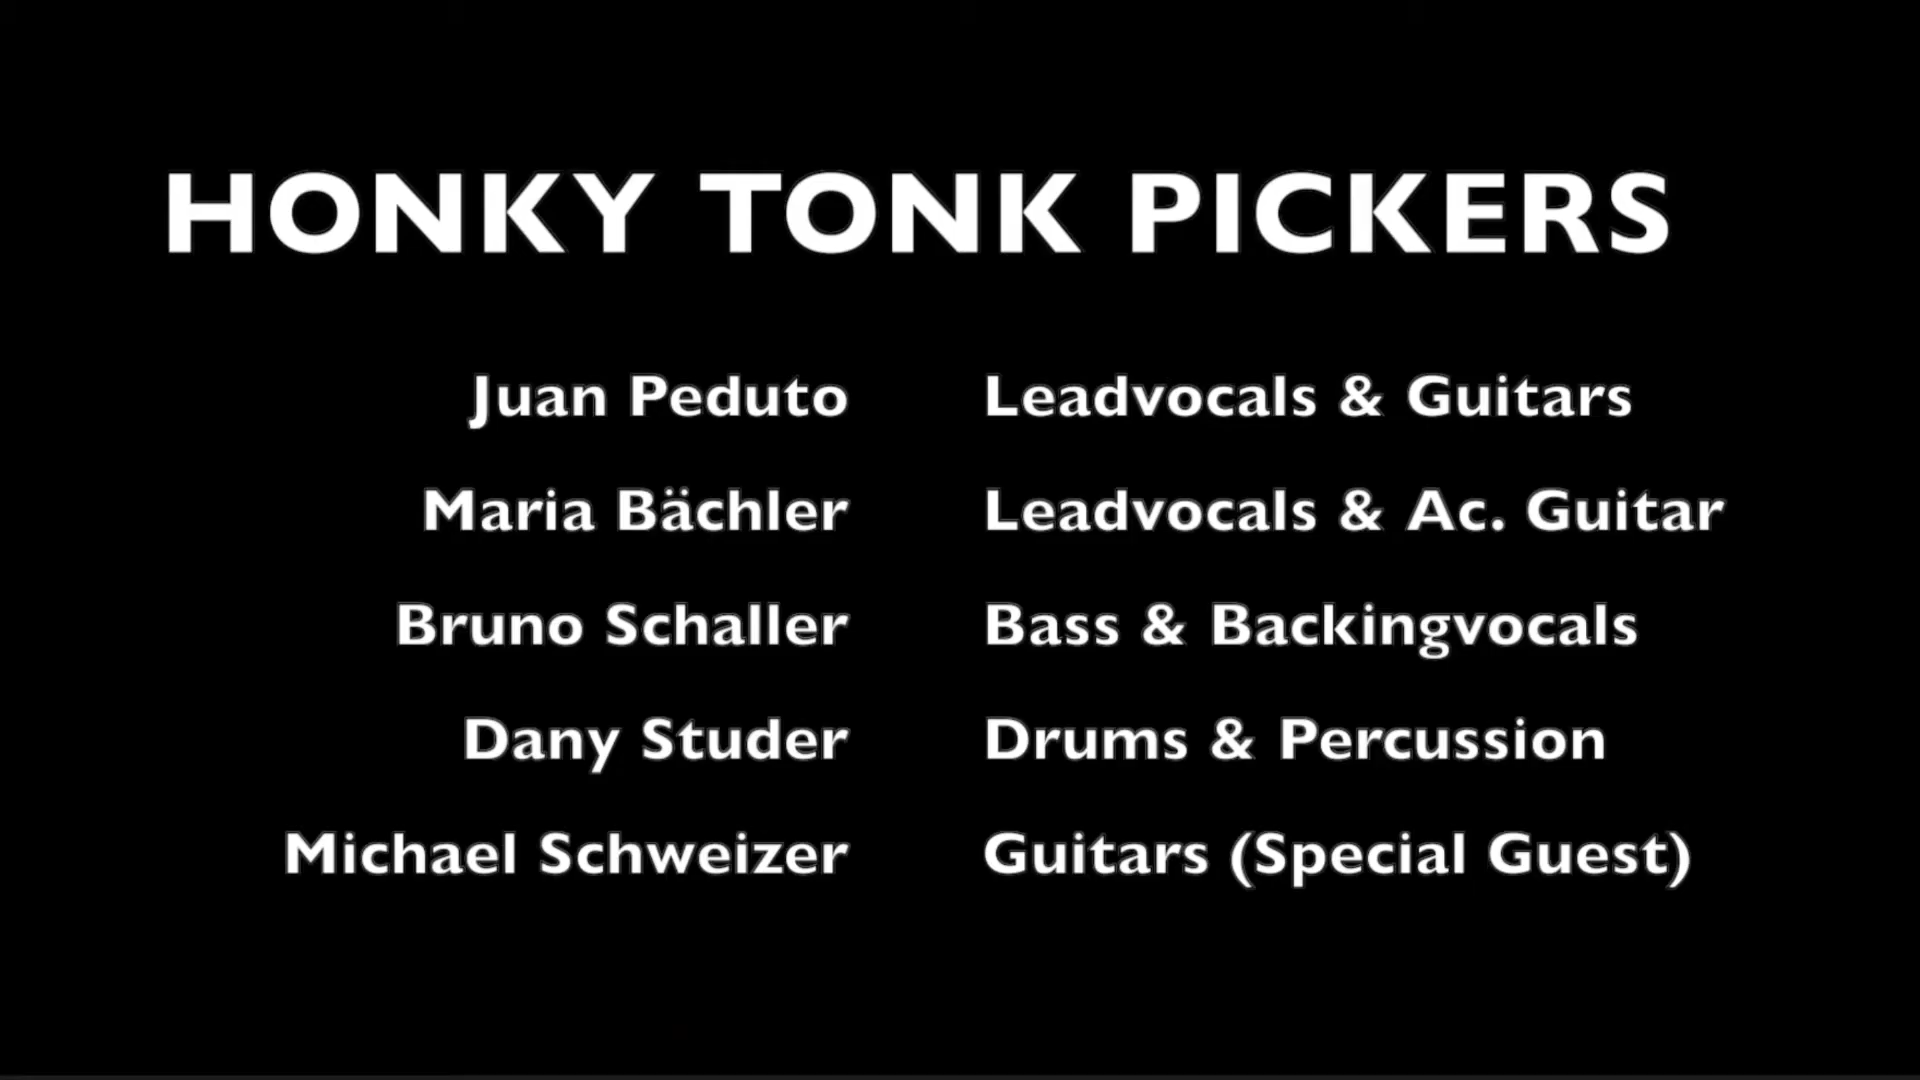 HONKY TONK PICKERS
Juan Peduto Leadvocals & Guitars
Maria Bächler Leadvocals & Ac. Guitar
Bruno Schaller Bass & Backingvocals
Dany Studer Drums & Percussion
Michael Schweizer Guitars (Special Guest)